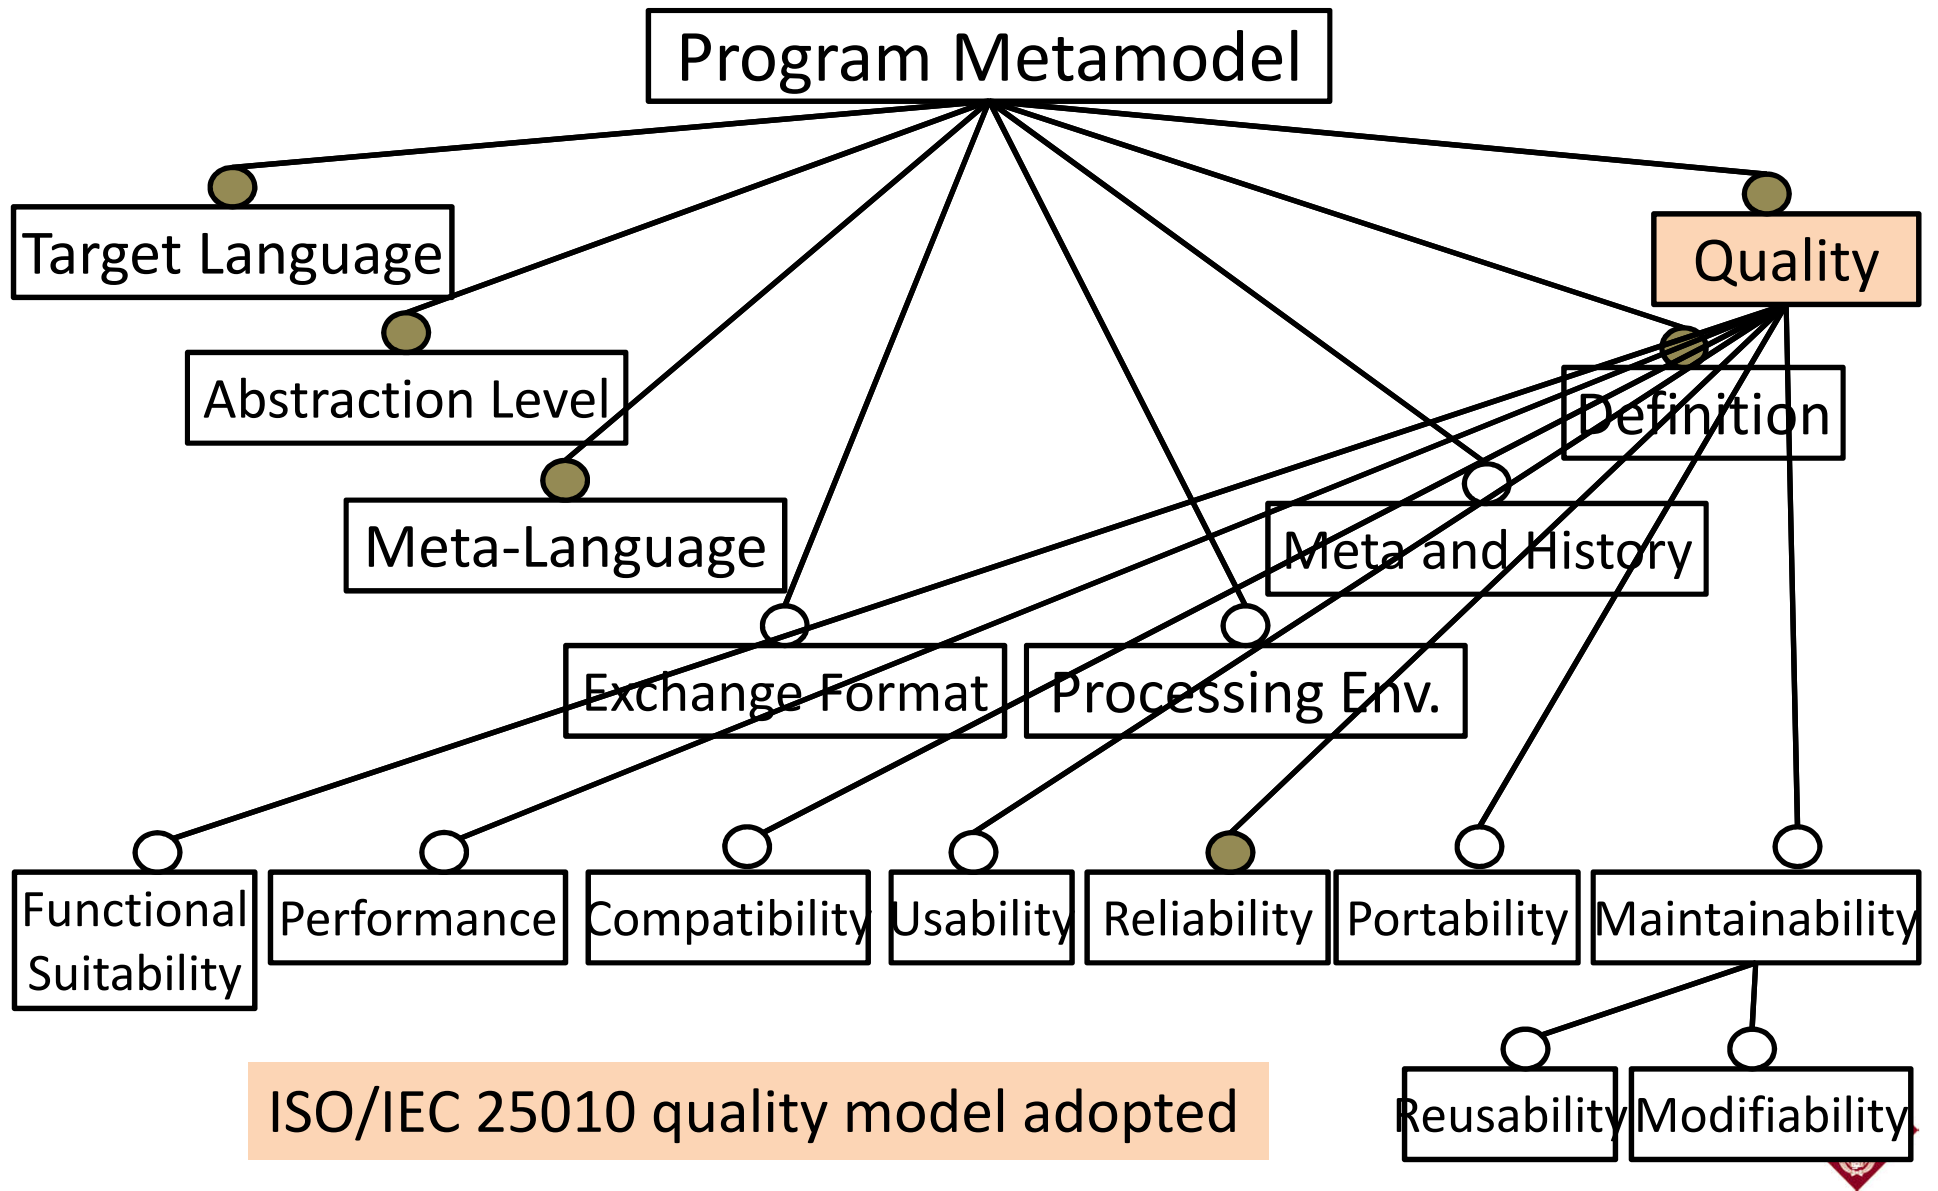 Program Metamodel
Target Language
Quality
Abstraction Level
Definition
Meta-Language
Meta and History
Exchange Format
Processing Env.
Functional
Suitability
Performance
Compatibility
Usability
Reliability
Portability
Maintainability
ISO/IEC 25010 quality model adopted
Reusability
Modifiability